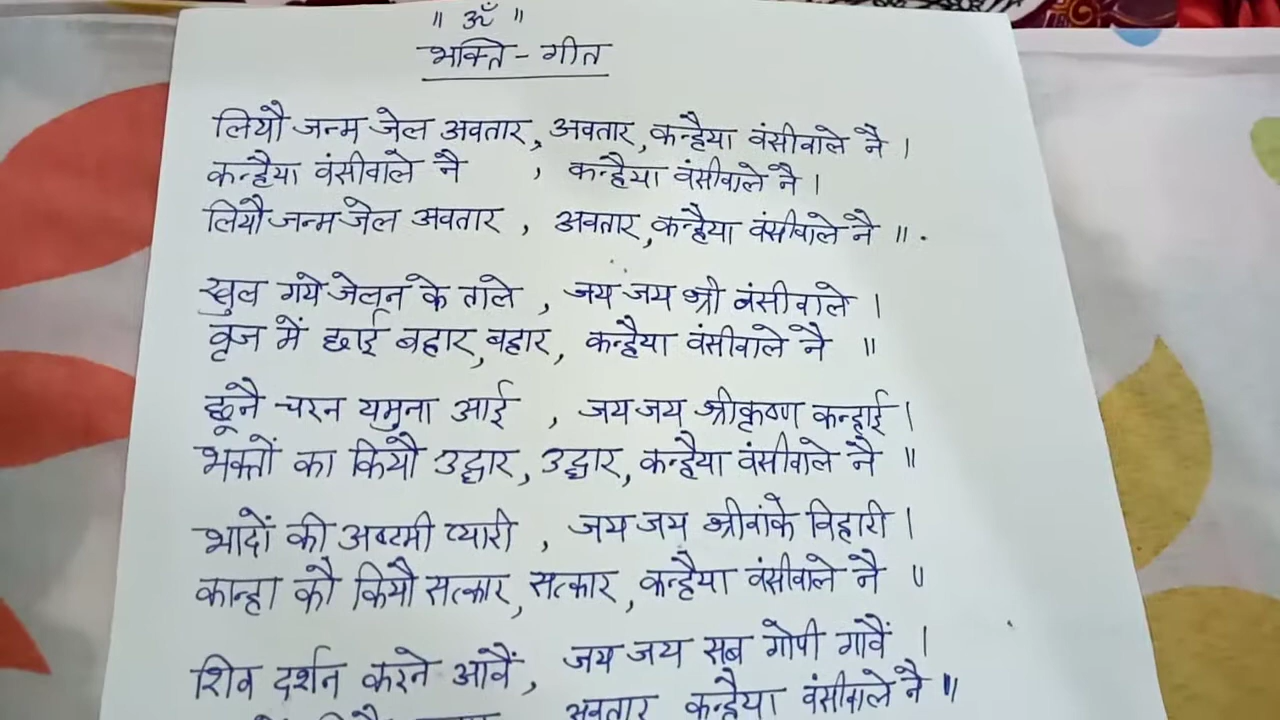 ॥ ॐ ॥
भक्ति - गीत
लियौ जन्म जेल अवतार, अवतार, कन्हैया वंसीवाले नै ।
कन्हैया वंसीवाले नै , कन्हैया वंसीवाले नै ।
लियौ जन्म जेल अवतार , अवतार, कन्हैया वंसीवाले नै ॥ .
खुल गये जेलन के ताले , जय जय श्री वंसीवाले ।
वृज में छाई बहार, बहार, कन्हैया वंसीवाले नै ॥
छूनै चरन यमुना आई , जय जय श्रीकृष्ण कन्हाई ।
भक्तों का कियौ उद्धार, उद्धार, कन्हैया वंसीवाले नै ॥
भादों की अष्टमी प्यारी , जय जय श्रीवांके विहारी ।
कान्हा कौ कियौ सत्कार, सत्कार, कन्हैया वंसीवाले नै ॥
शिव दर्शन करने आवैं , जय जय सब गोपी गावैं ।
अवतार कन्हैया वंसीवाले नै ॥